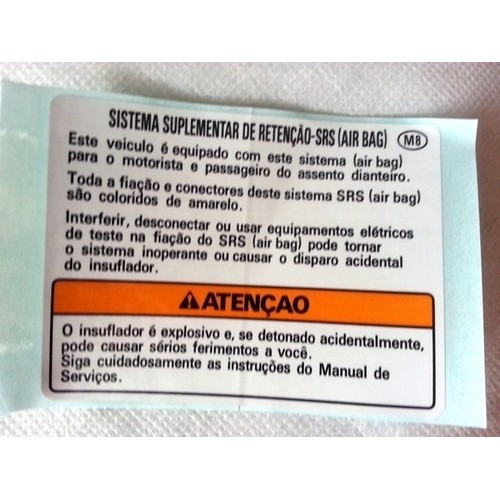 SISTEMA SUPLEMENTAR DE RETENÇÃO-SRS (AIR BAG) M8
Este veiculo é equipado com este sistema (air bag)
para o motorista e passageiro do assento dianteiro.
Toda a fiação e conectores deste sistema SRS (air bag)
são coloridos de amarelo.
Interferir, desconectar ou usar equipamentos elétricos
de teste na fiação do SRS (air bag) pode tornar
o sistema inoperante ou causar o disparo acidental
do insuflador.
⚠ATENÇAO
O insuflador é explosivo e, se detonado acidentalmente,
pode causar sérios ferimentos a você.
Siga cuidadosamente as instruções do Manual de
Serviços.